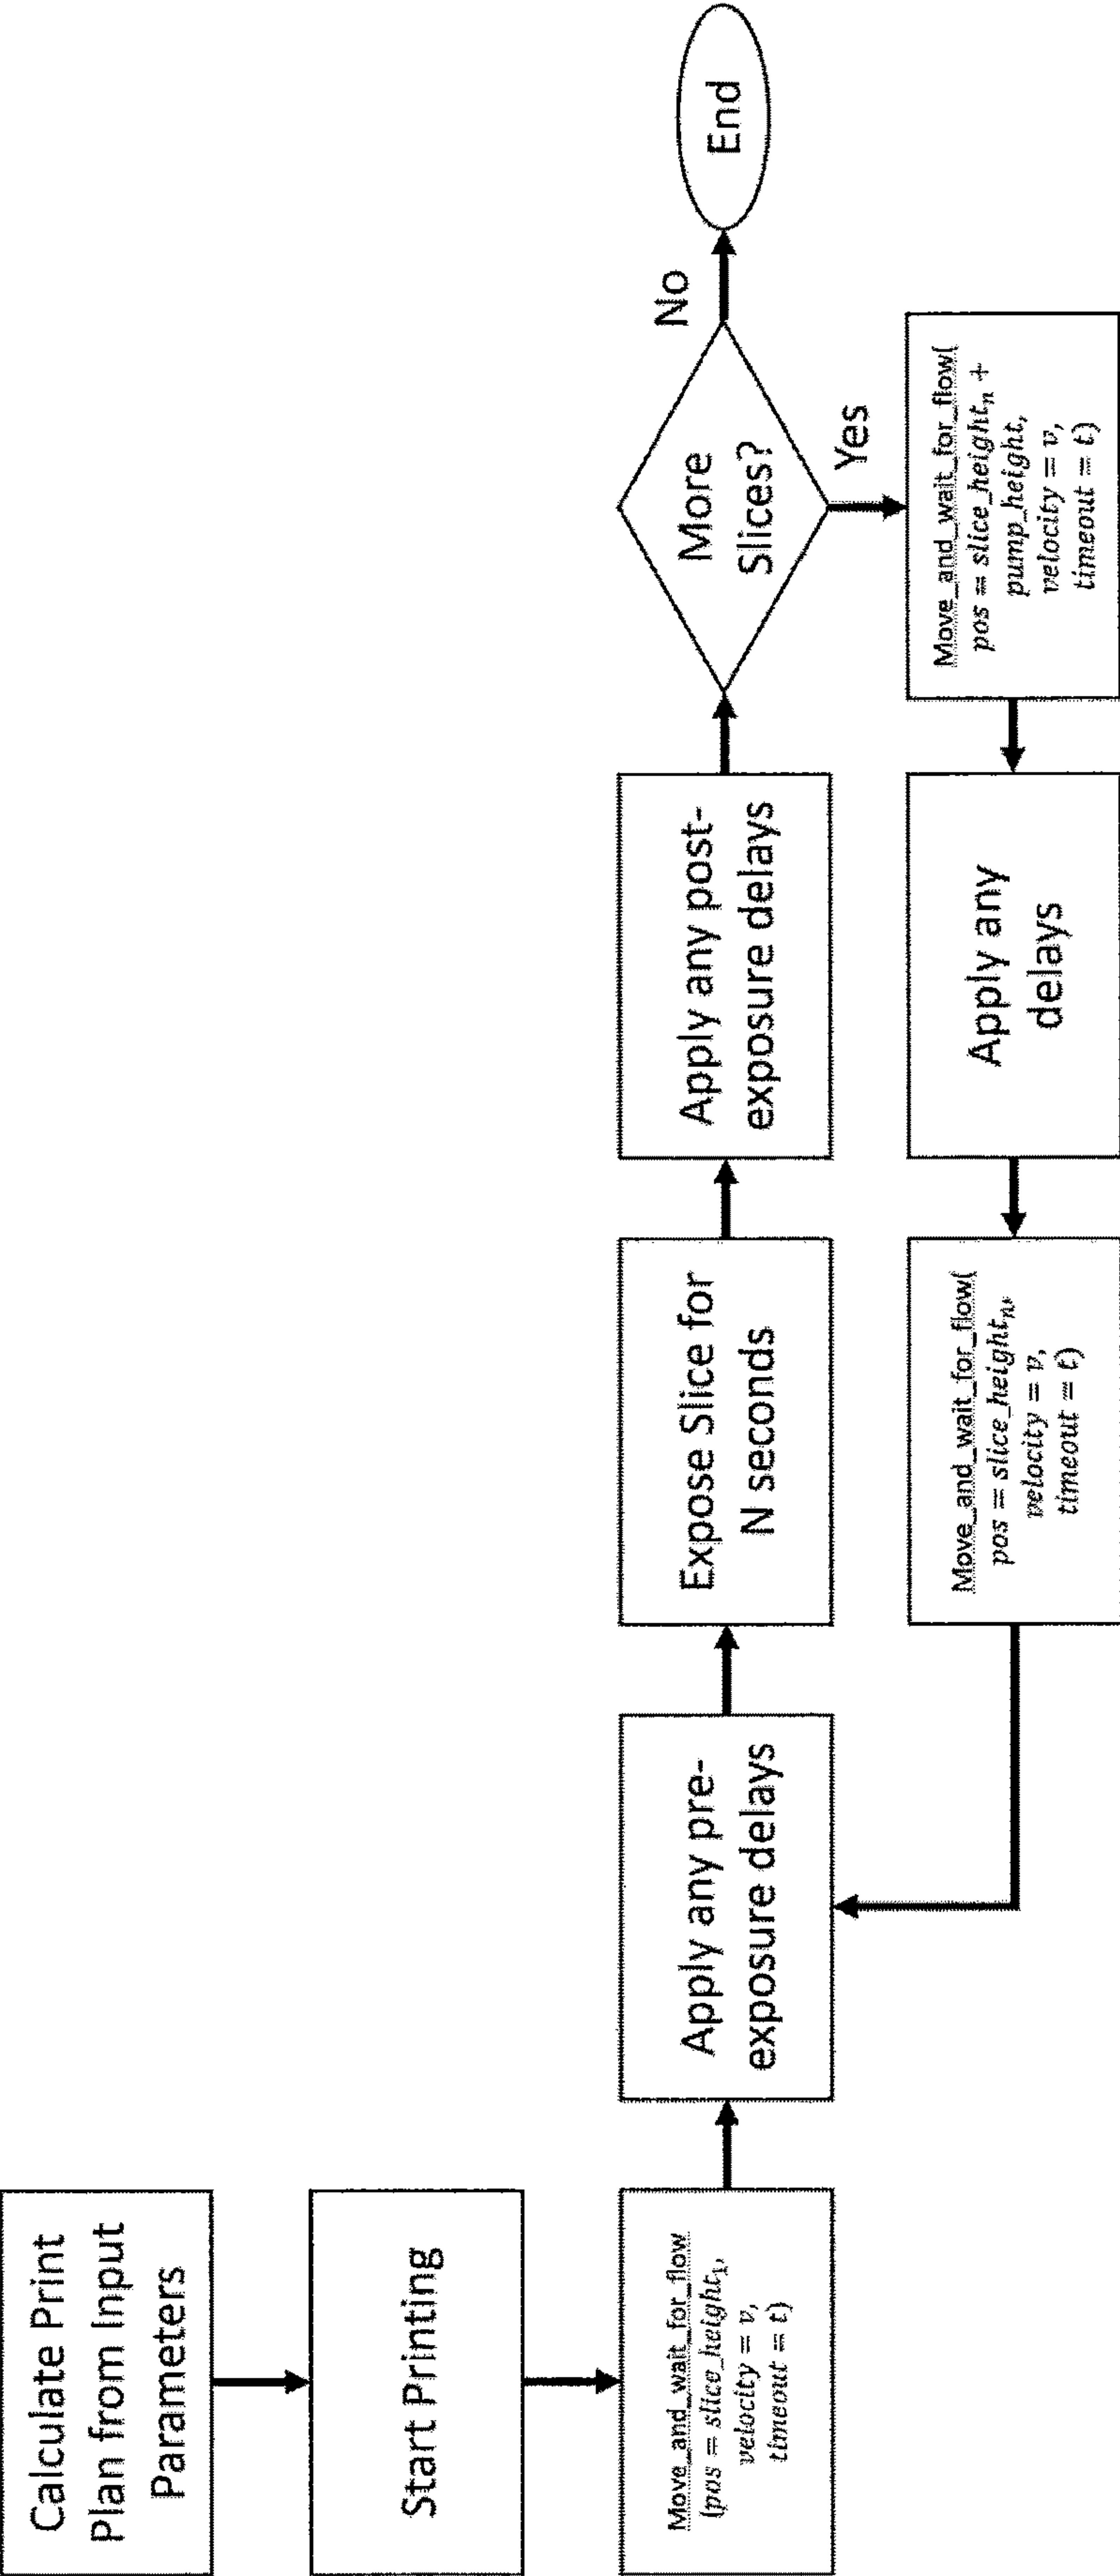 Calculate Print
Plan from Input
Parameters
Start Printing
Move_and_wait_for_flow
(pos = slice_height₁,
velocity = v,
timeout = t)
Apply any pre-
exposure delays
Expose Slice for
N seconds
Apply any post-
exposure delays
More
Slices?
No
End
Yes
Move_and_wait_for_flow(
pos = slice_heightₙ +
pump_height,
velocity = v,
timeout = t)
Apply any
delays
Move_and_wait_for_flow(
pos = slice_heightₙ,
velocity = v,
timeout = t)